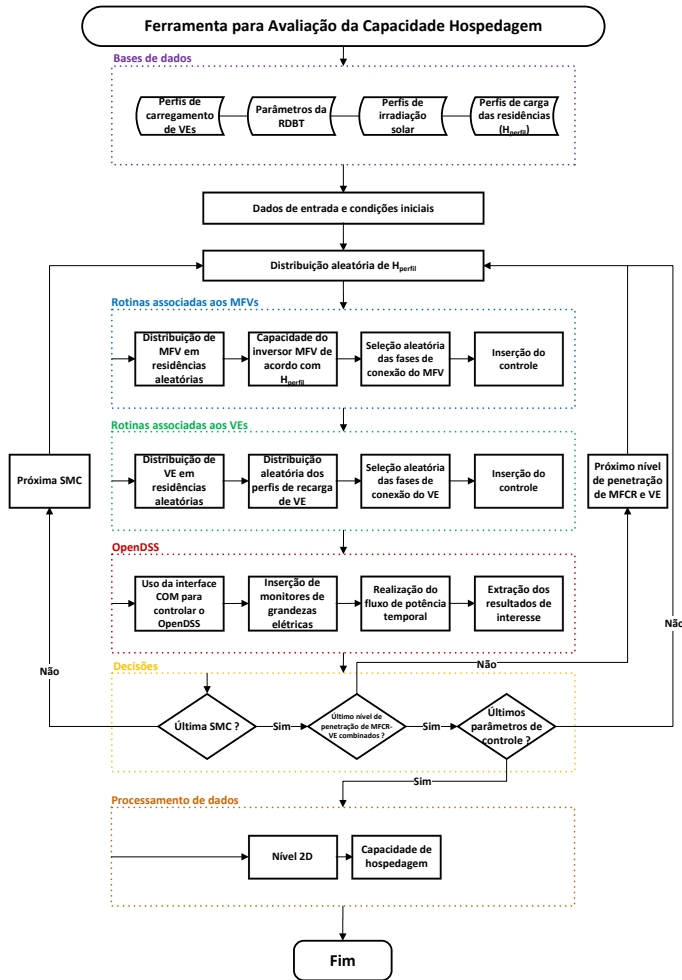 Ferramenta para Avaliação da Capacidade Hospedagem
Bases de dados
Perfis de
carregamento
de VEs
Parâmetros da
RDBT
Perfis de
irradiação
solar
Perfis de carga
das residências
(Hperfil)
Dados de entrada e condições iniciais
Distribuição aleatória de Hperfil
Rotinas associadas aos MFVs
Distribuição de
MFV em
residências
aleatórias
Capacidade do
inversor MFV de
acordo com
Hperfil
Seleção aleatória
das fases de
conexão do MFV
Inserção do
controle
Rotinas associadas aos VEs
Distribuição de
VE em
residências
aleatórias
Distribuição
aleatória dos
perfis de recarga
de VE
Seleção aleatória
das fases de
conexão do VE
Inserção do
controle
Próxima SMC
Próximo nível
de penetração
de MFCR e VE
OpenDSS
Uso da interface
COM para
controlar o
OpenDSS
Inserção de
monitores de
grandezas
elétricas
Realização do
fluxo de potência
temporal
Extração dos
resultados de
interesse
Não
Não
Não
Decisões
Última SMC ?
Sim
Último nível de
penetração de MFCR-
VE combinados ?
Sim
Últimos
parâmetros de
controle ?
Sim
Processamento de dados
Nível 2D
Capacidade de
hospedagem
Fim